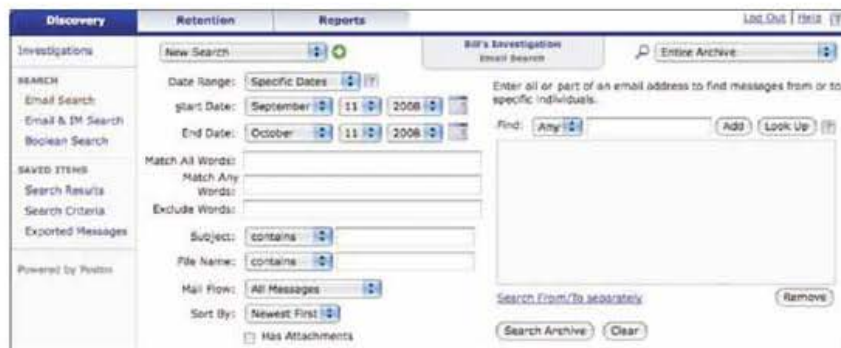 Discovery Retention Reports Log Out | Help [?]
Investigations
New Search
Bill's Investigation
Email Search
Entire Archive
SEARCH
Email Search
Email & IM Search
Boolean Search
SAVED ITEMS
Search Results
Search Criteria
Exported Messages
Powered by Postini
Date Range: Specific Dates [?]
Start Date: September 11 2008
End Date: October 11 2008
Match All Words:
Match Any
Words:
Exclude Words:
Subject: contains
File Name: contains
Mail Flow: All Messages
Sort By: Newest First
Has Attachments
Enter all or part of an email address to find messages from or to
specific individuals.
Find: Any Add Look Up [?]
Search From/To separately Remove
Search Archive Clear